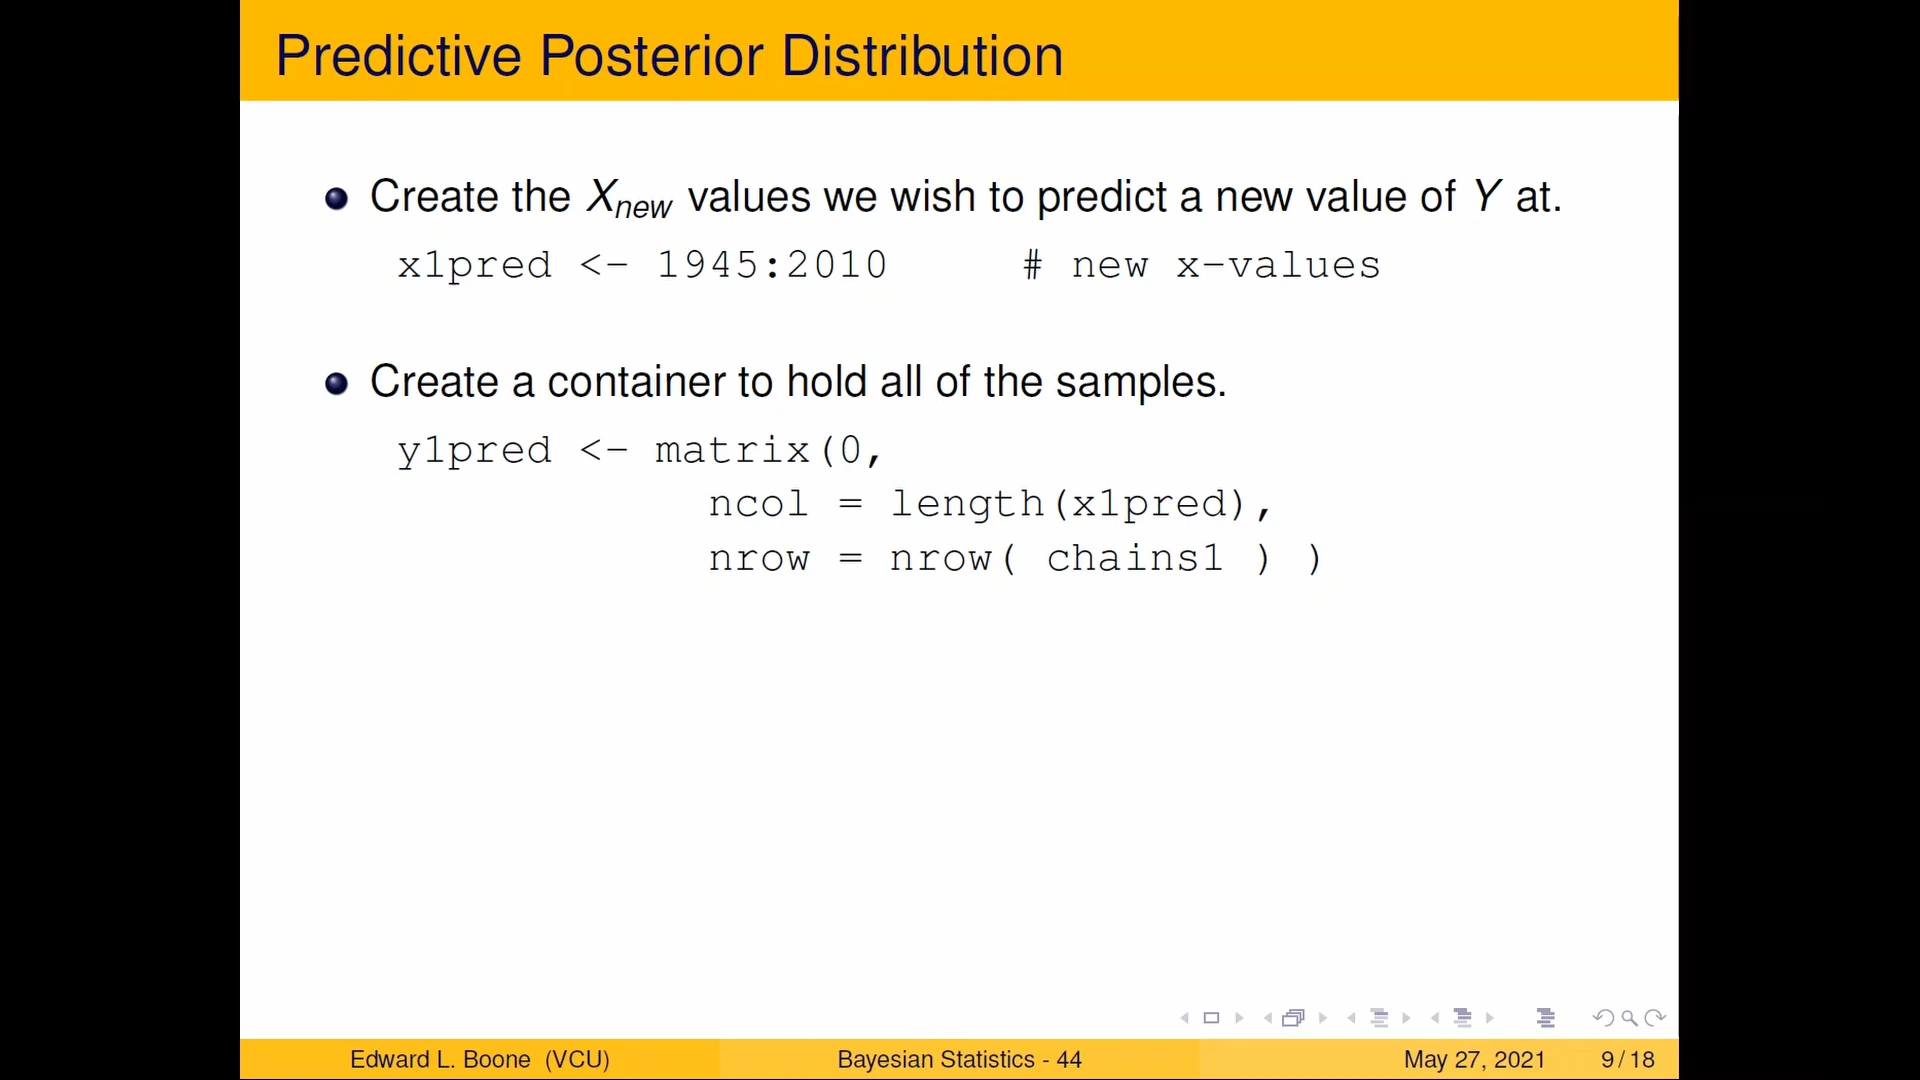 Predictive Posterior Distribution
Create the Xnew values we wish to predict a new value of Y at.
x1pred <- 1945:2010 # new x-values
Create a container to hold all of the samples.
y1pred <- matrix(0,
ncol = length(x1pred),
nrow = nrow( chains1 ) )
Edward L. Boone (VCU) Bayesian Statistics - 44 May 27, 2021 9 / 18